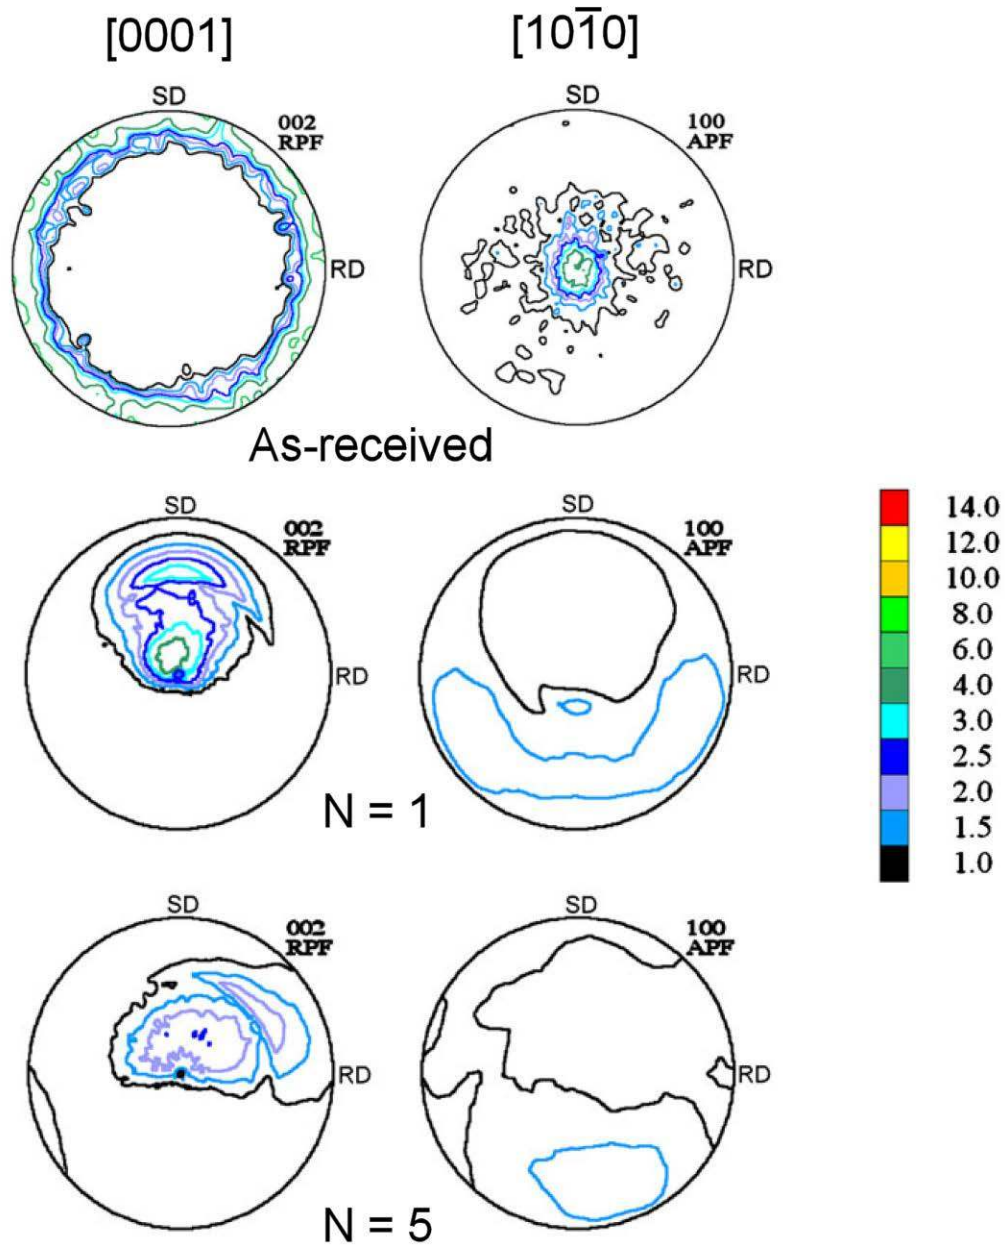 [0001]
[101̅0]
SD
002
RPF
RD
SD
100
APF
RD
As-received
SD
002
RPF
RD
SD
100
APF
RD
N = 1
14.0
12.0
10.0
8.0
6.0
4.0
3.0
2.5
2.0
1.5
1.0
SD
002
RPF
RD
SD
100
APF
RD
N = 5